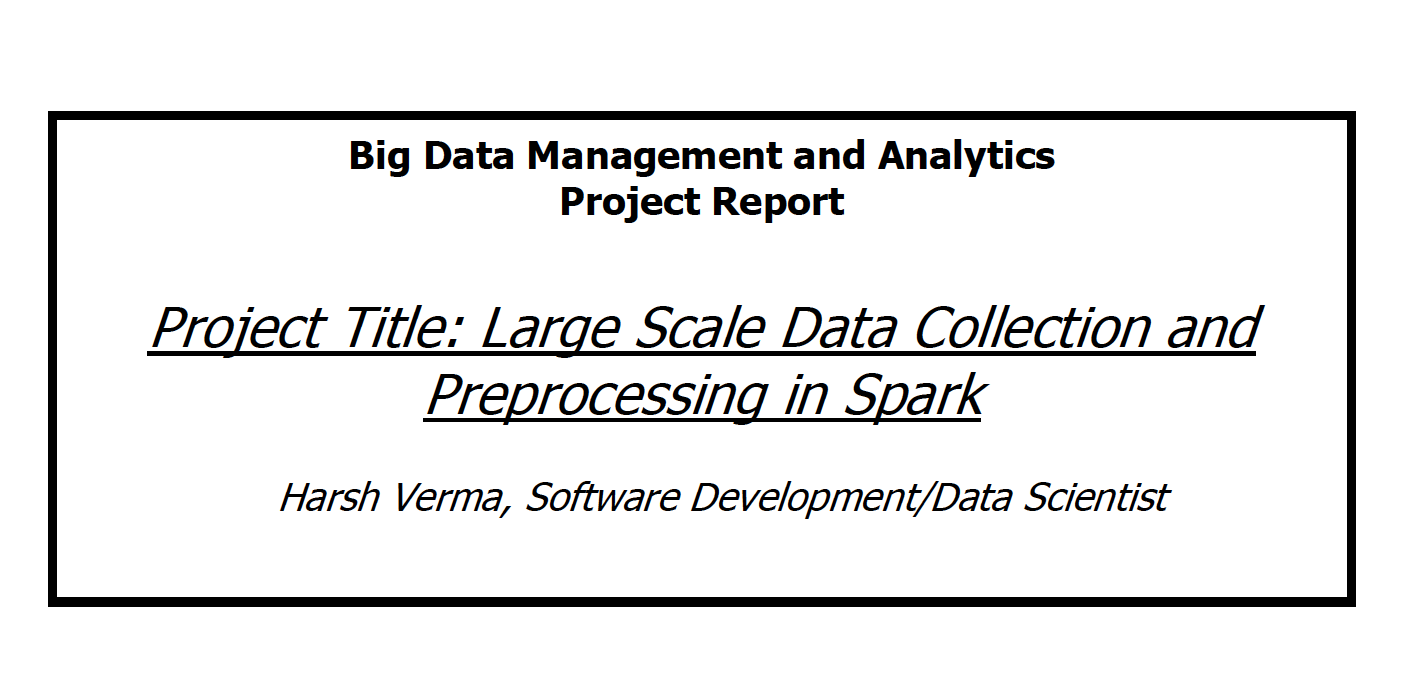 Big Data Management and Analytics
Project Report
Project Title: Large Scale Data Collection and
Preprocessing in Spark
Harsh Verma, Software Development/Data Scientist